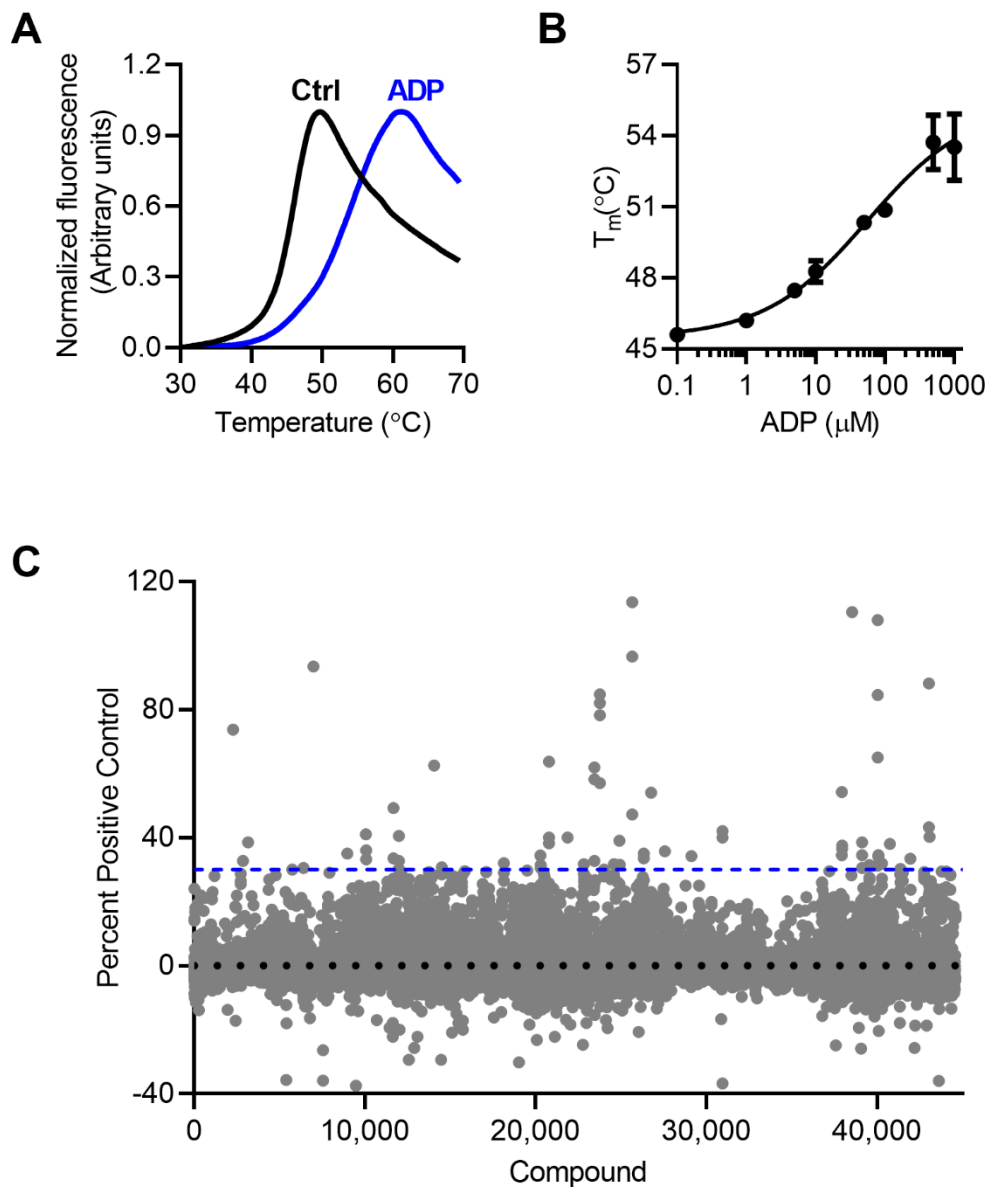 A
Normalized fluorescence
(Arbitrary units)
1.2
0.9
0.6
0.3
0.0
Ctrl
ADP
30
40
50
60
70
Temperature (°C)
B
Tm(°C)
57
54
51
48
45
0.1
1
10
100
1000
ADP (μM)
C
Percent Positive Control
120
80
40
0
-40
0
10,000
20,000
30,000
40,000
Compound